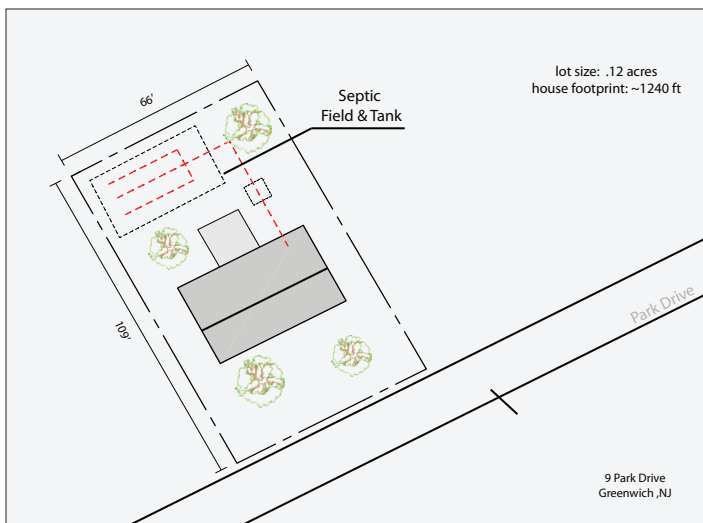 66'
lot size: .12 acres
house footprint: ~1240 ft
Septic
Field & Tank
109'
Park Drive
9 Park Drive
Greenwich ,NJ